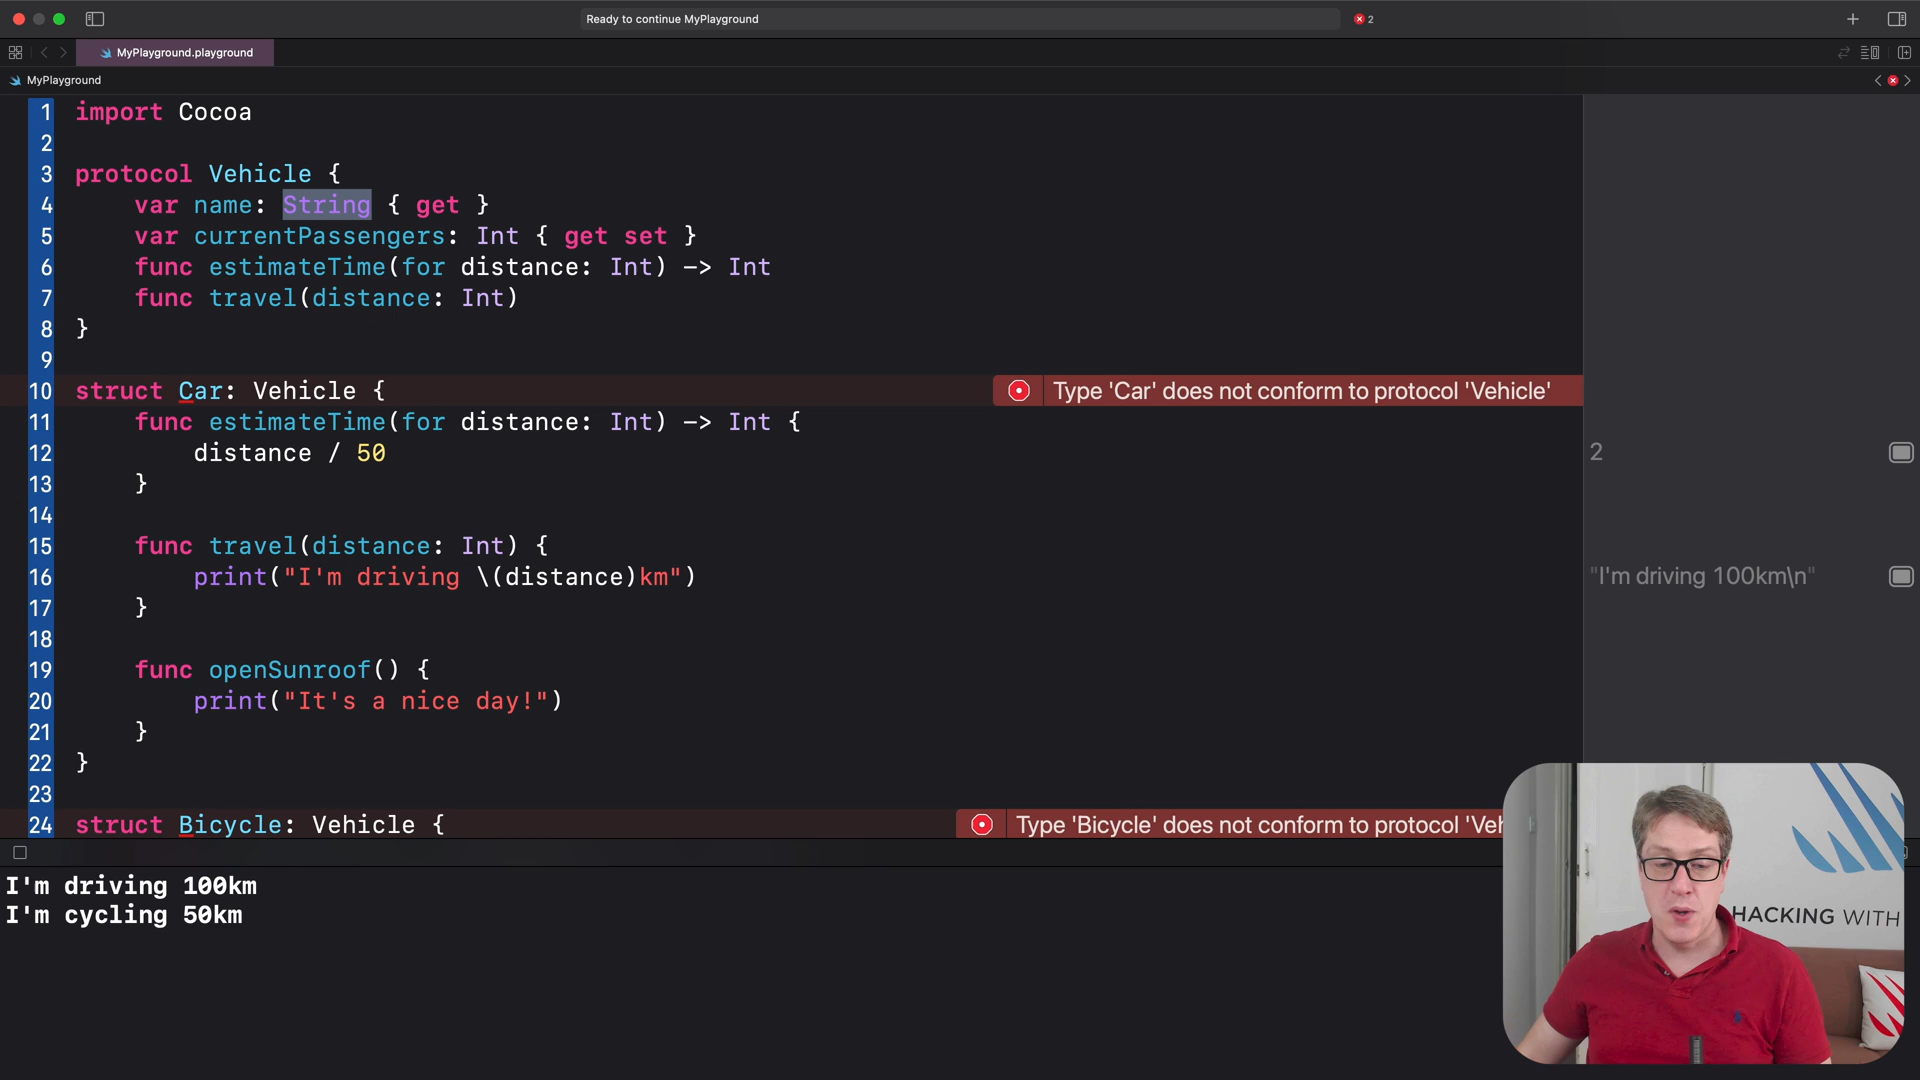 Ready to continue MyPlayground
2
MyPlayground.playground
MyPlayground
1 import Cocoa
2
3 protocol Vehicle {
4 var name: String { get }
5 var currentPassengers: Int { get set }
6 func estimateTime(for distance: Int) -> Int
7 func travel(distance: Int)
8 }
9
10 struct Car: Vehicle { Type 'Car' does not conform to protocol 'Vehicle'
11 func estimateTime(for distance: Int) -> Int {
12 distance / 50 2
13 }
14
15 func travel(distance: Int) {
16 print("I'm driving \(distance)km") "I'm driving 100km\n"
17 }
18
19 func openSunroof() {
20 print("It's a nice day!")
21 }
22 }
23
24 struct Bicycle: Vehicle { Type 'Bicycle' does not conform to protocol 'Veh
I'm driving 100km
I'm cycling 50km
HACKING WITH